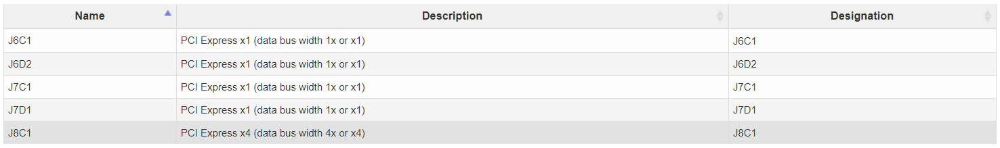 Name Description Designation
J6C1 PCI Express x1 (data bus width 1x or x1) J6C1
J6D2 PCI Express x1 (data bus width 1x or x1) J6D2
J7C1 PCI Express x1 (data bus width 1x or x1) J7C1
J7D1 PCI Express x1 (data bus width 1x or x1) J7D1
J8C1 PCI Express x4 (data bus width 4x or x4) J8C1